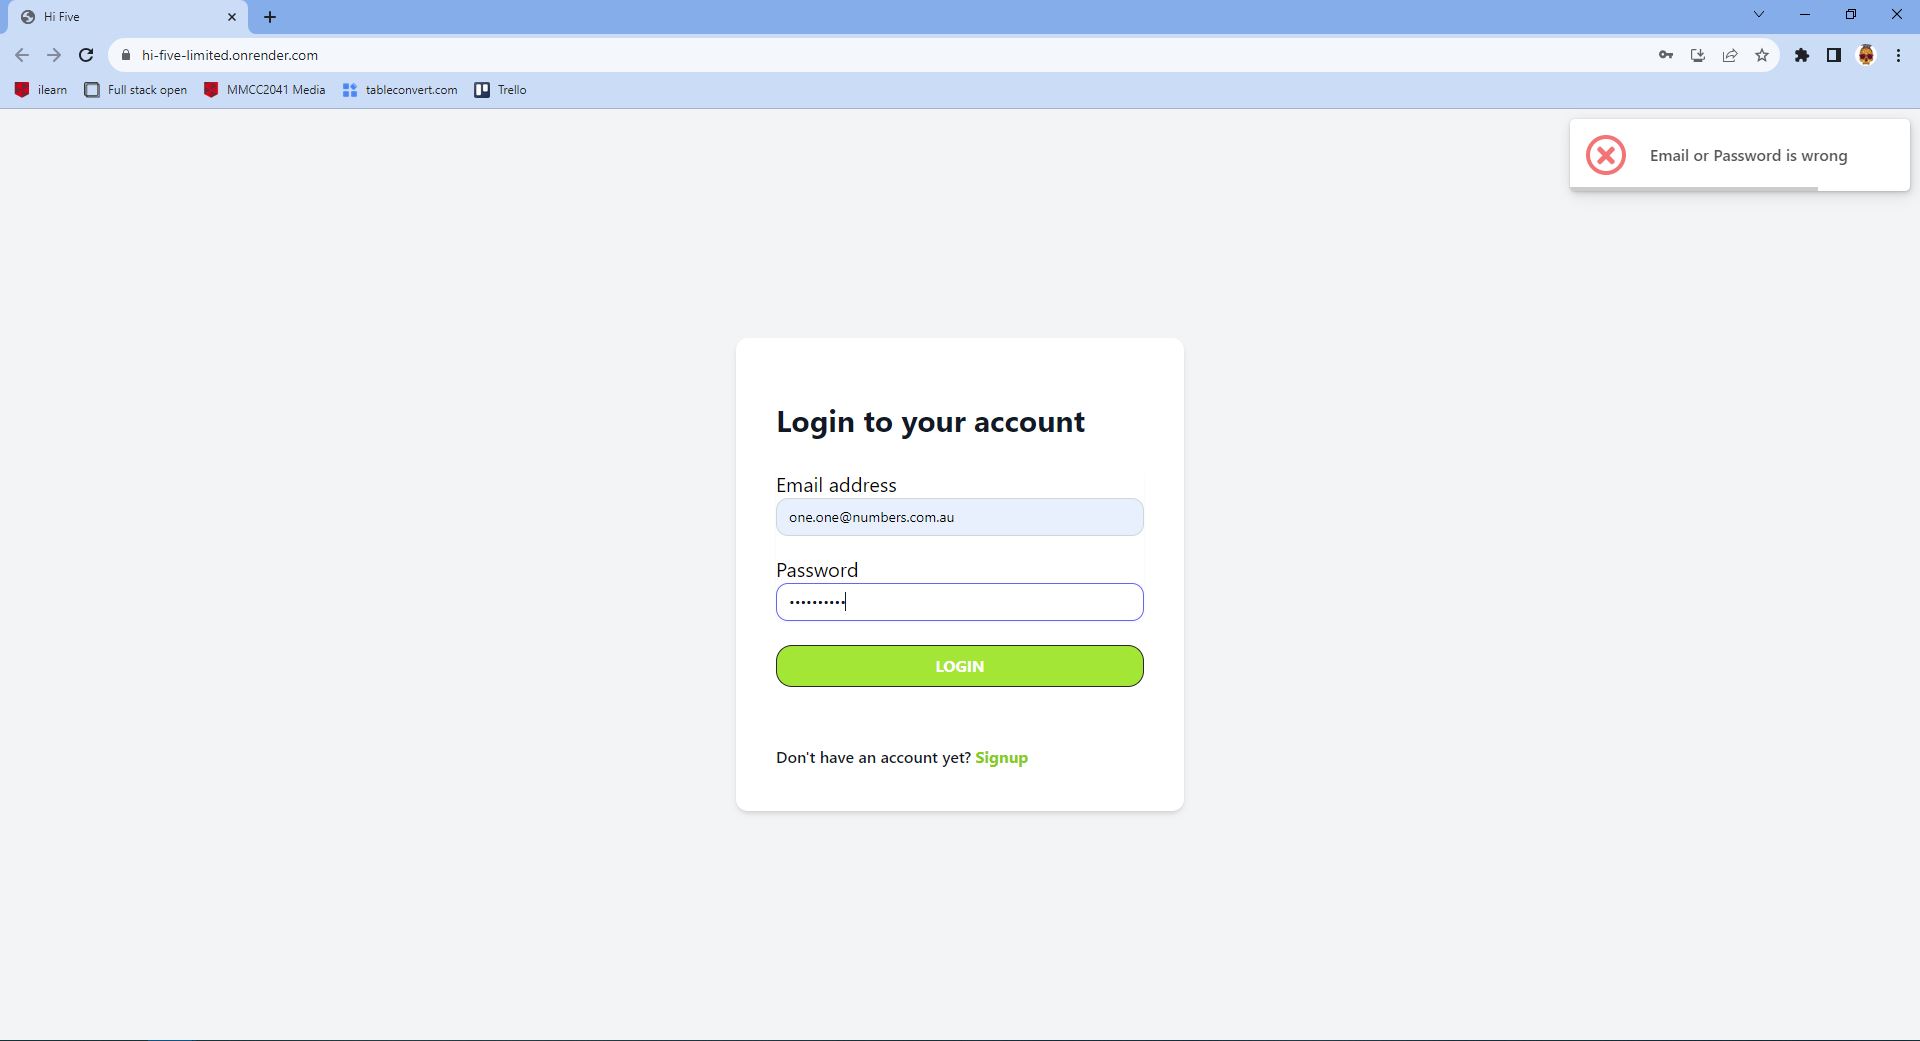 Hi Five
hi-five-limited.onrender.com
ilearn Full stack open MMCC2041 Media tableconvert.com Trello
Email or Password is wrong
Login to your account
Email address
one.one@numbers.com.au
Password
••••••••••
LOGIN
Don't have an account yet? Signup